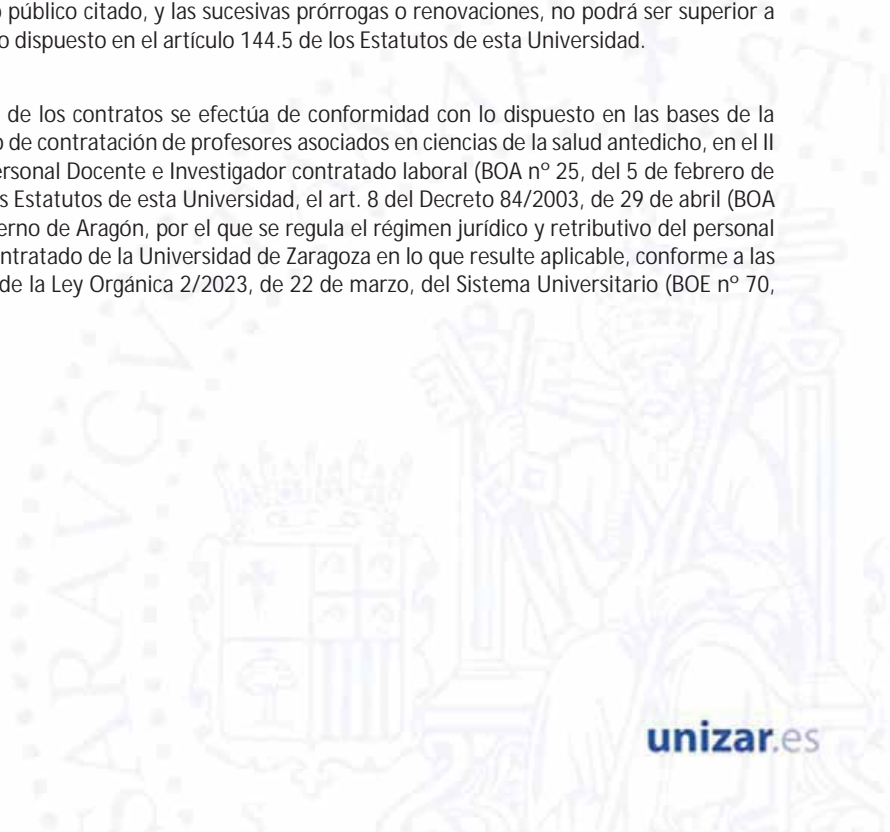 o público citado, y las sucesivas prórrogas o renovaciones, no podrá ser superior a
o dispuesto en el artículo 144.5 de los Estatutos de esta Universidad.
de los contratos se efectúa de conformidad con lo dispuesto en las bases de la
o de contratación de profesores asociados en ciencias de la salud antedicho, en el II
ersonal Docente e Investigador contratado laboral (BOA nº 25, del 5 de febrero de
s Estatutos de esta Universidad, el art. 8 del Decreto 84/2003, de 29 de abril (BOA
erno de Aragón, por el que se regula el régimen jurídico y retributivo del personal
ntratado de la Universidad de Zaragoza en lo que resulte aplicable, conforme a las
de la Ley Orgánica 2/2023, de 22 de marzo, del Sistema Universitario (BOE nº 70,
unizar.es